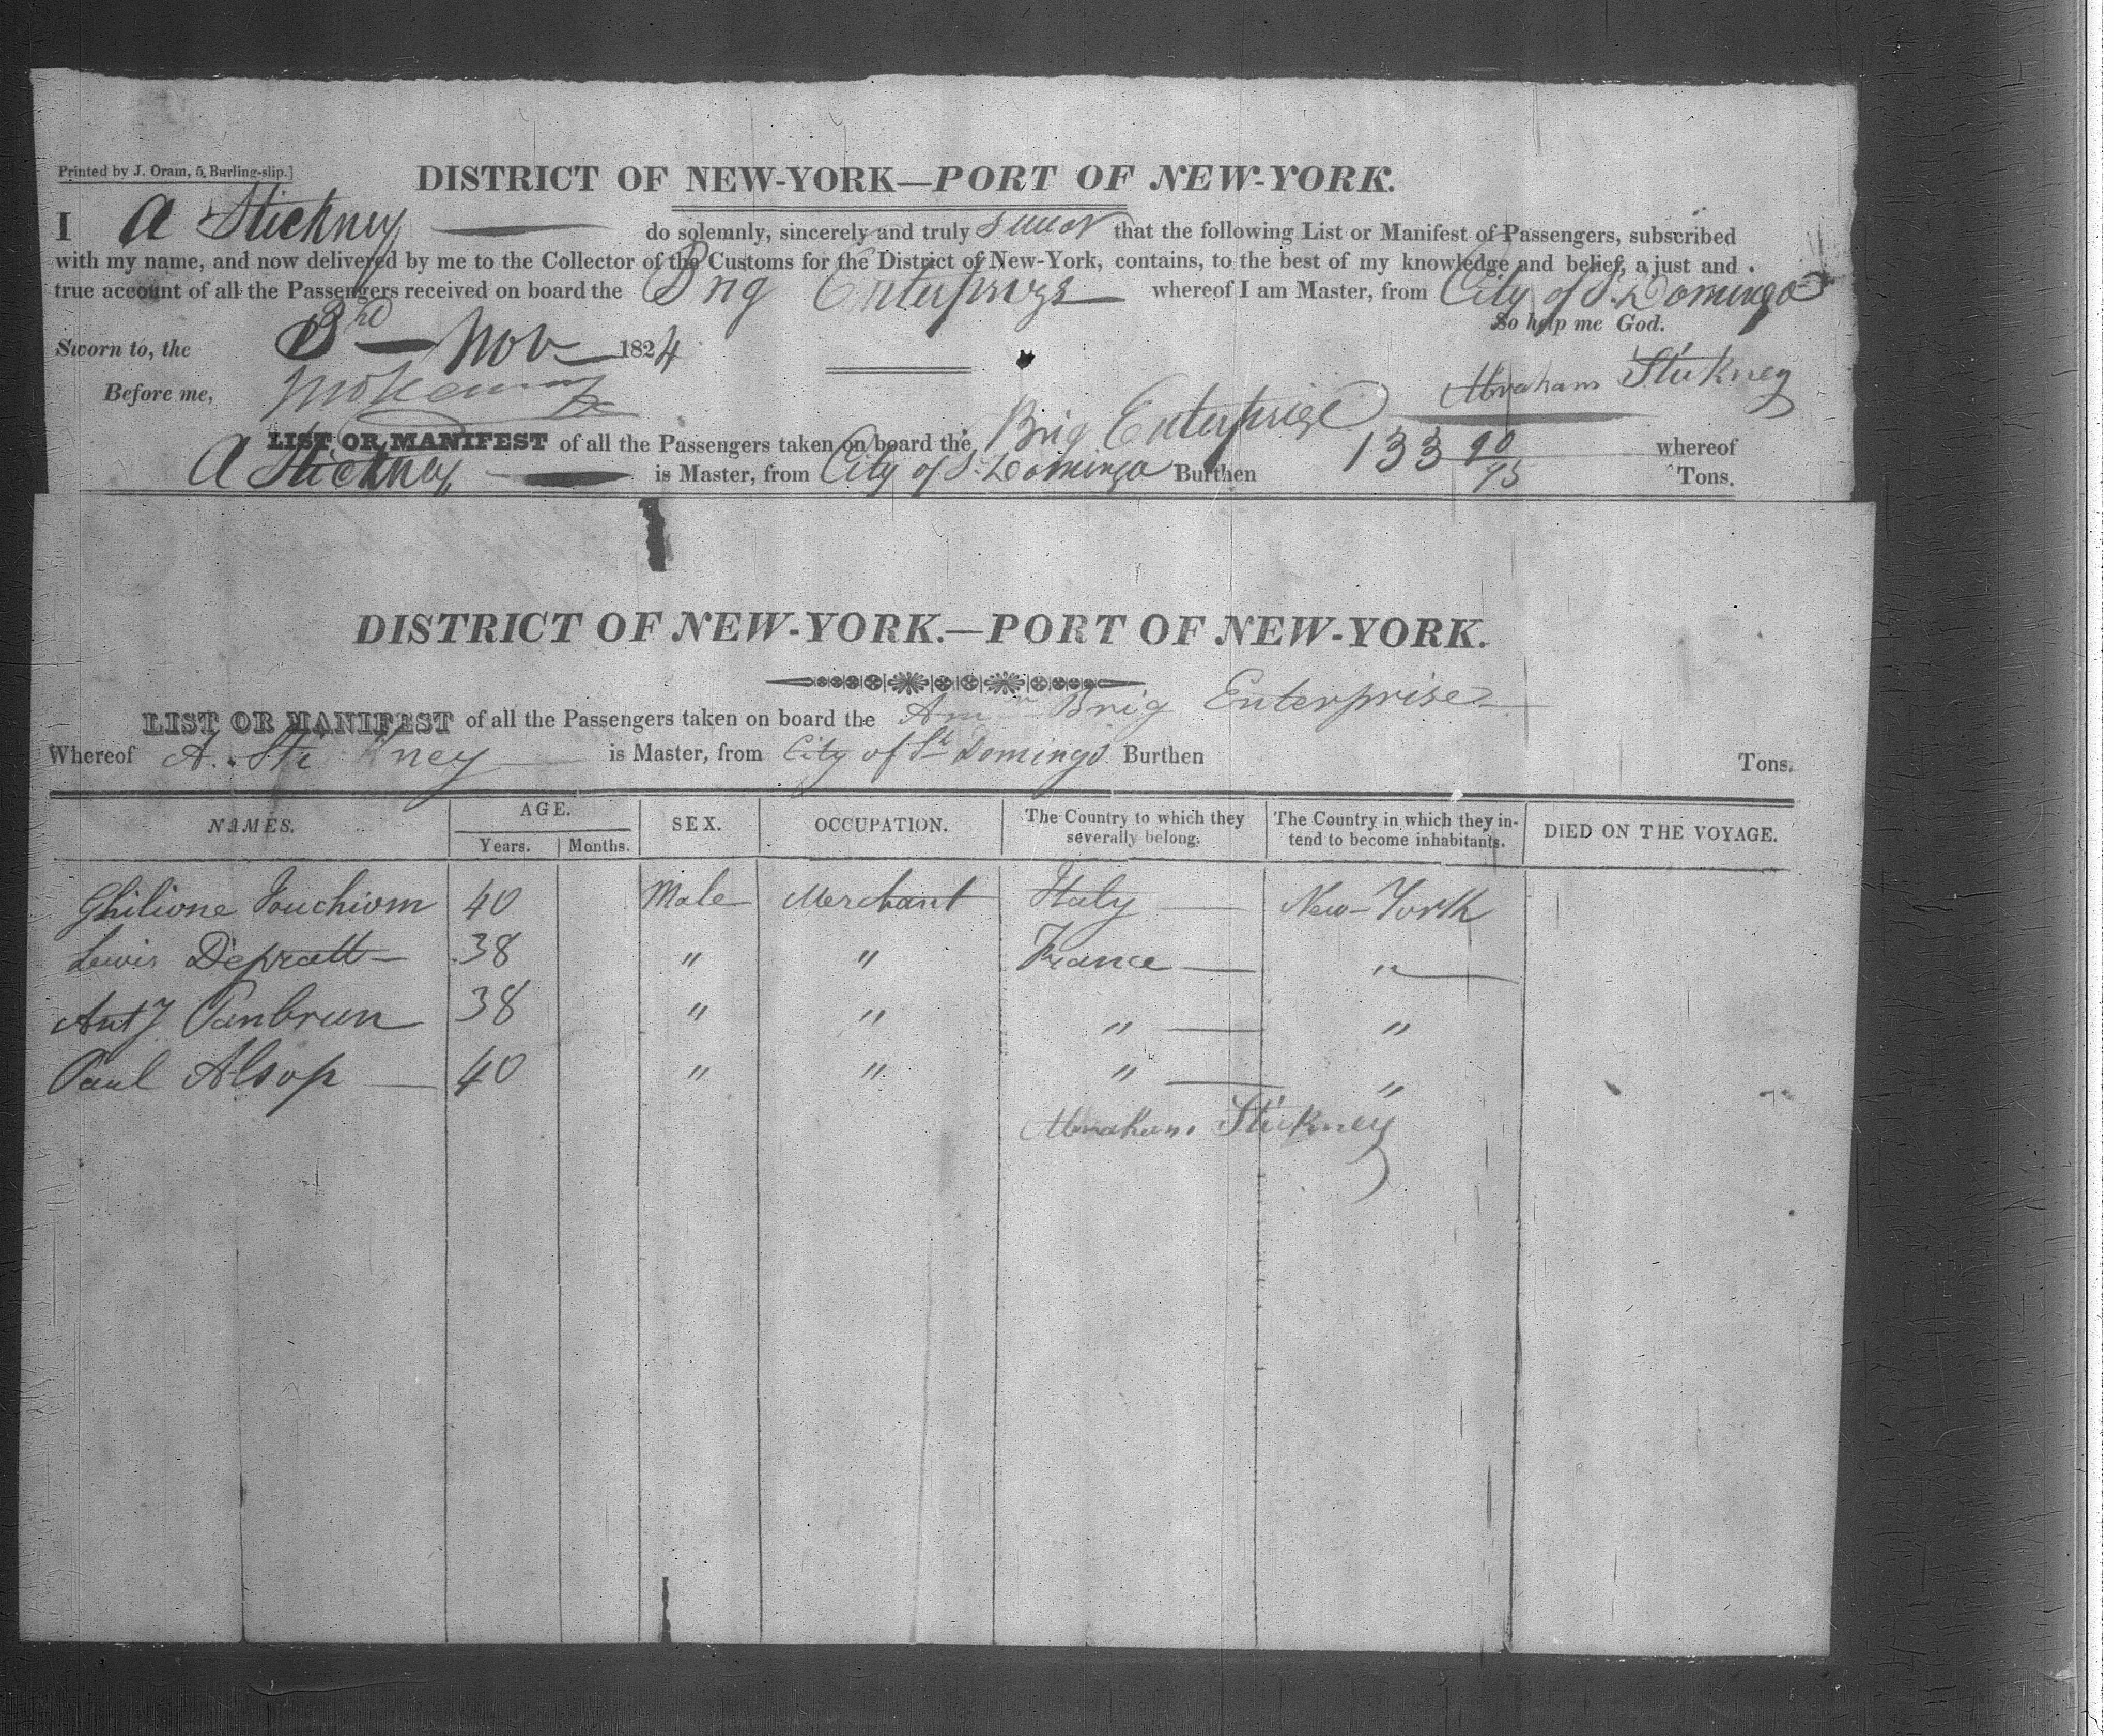 Printed by J. Oram, 5, Burling-slip.]
DISTRICT OF NEW-YORK—PORT OF NEW-YORK.
I A Stickney do solemnly, sincerely and truly swear that the following List or Manifest of Passengers, subscribed
with my name, and now delivered by me to the Collector of the Customs for the District of New-York, contains, to the best of my knowledge and belief, a just and
true account of all the Passengers received on board the Brig Enterprize whereof I am Master, from City of St. Domingo
So help me God.
Sworn to, the 3rd Nov 1824
Before me,
Abraham Stickney
LIST OR MANIFEST of all the Passengers taken on board the Brig Enterprize whereof
A Stickney is Master, from City of St. Domingo Burthen 133 90/95 Tons.
DISTRICT OF NEW-YORK.—PORT OF NEW-YORK.
LIST OR MANIFEST of all the Passengers taken on board the Amn Brig Enterprise
Whereof A. Stickney is Master, from City of St Domingo Burthen Tons.
NAMES. AGE. Years. Months. SEX. OCCUPATION. The Country to which they severally belong. The Country in which they intend to become inhabitants. DIED ON THE VOYAGE.
Ghilione 40 Male Merchant Italy New-York
Lewis Depratt 38 " " France "
Anty Panbrun 38 " " " "
Paul Alsop 40 " " " "
Abraham Stickney